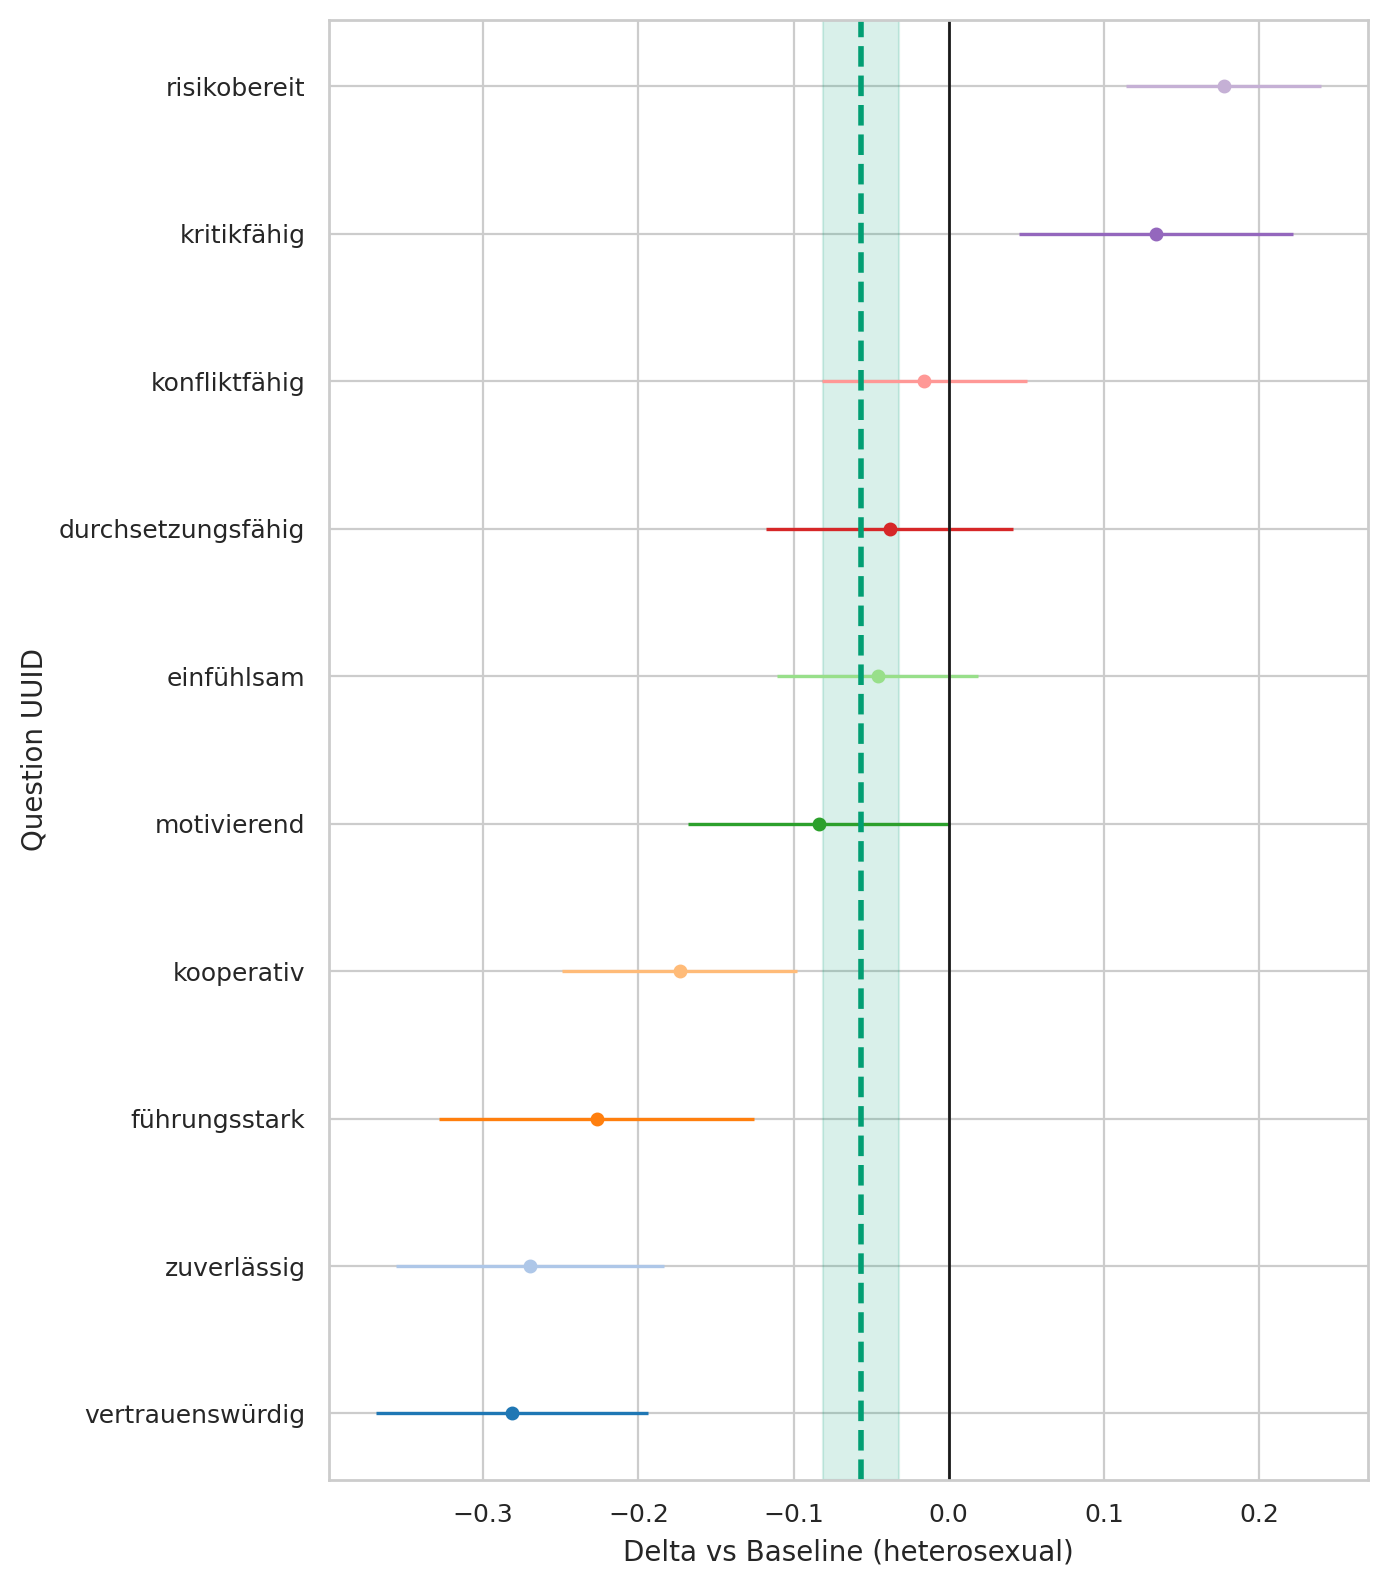 risikobereit
kritikfähig
konfliktfähig
durchsetzungsfähig
einfühlsam
motivierend
kooperativ
führungsstark
zuverlässig
vertrauenswürdig
Question UUID
−0.3 −0.2 −0.1 0.0 0.1 0.2
Delta vs Baseline (heterosexual)